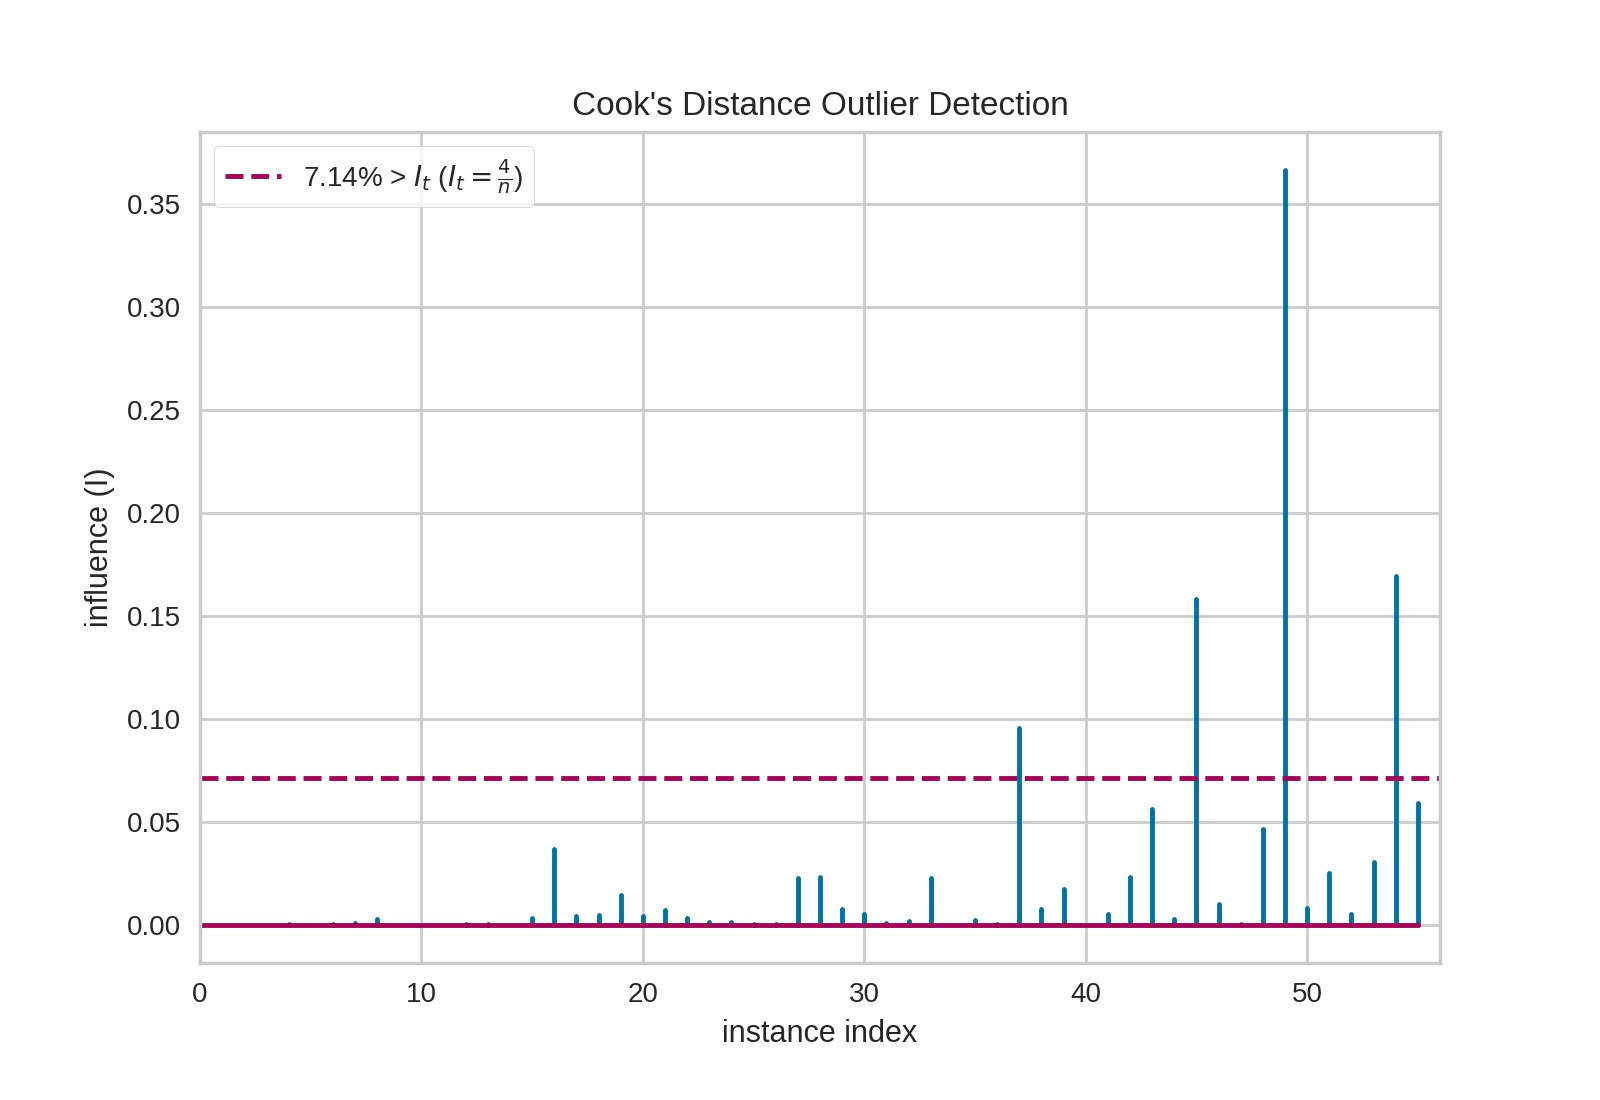 Cook's Distance Outlier Detection
7.14% > I_t (I_t = 4/n)
0.35
0.30
0.25
0.20
0.15
0.10
0.05
0.00
influence (I)
0 10 20 30 40 50
instance index